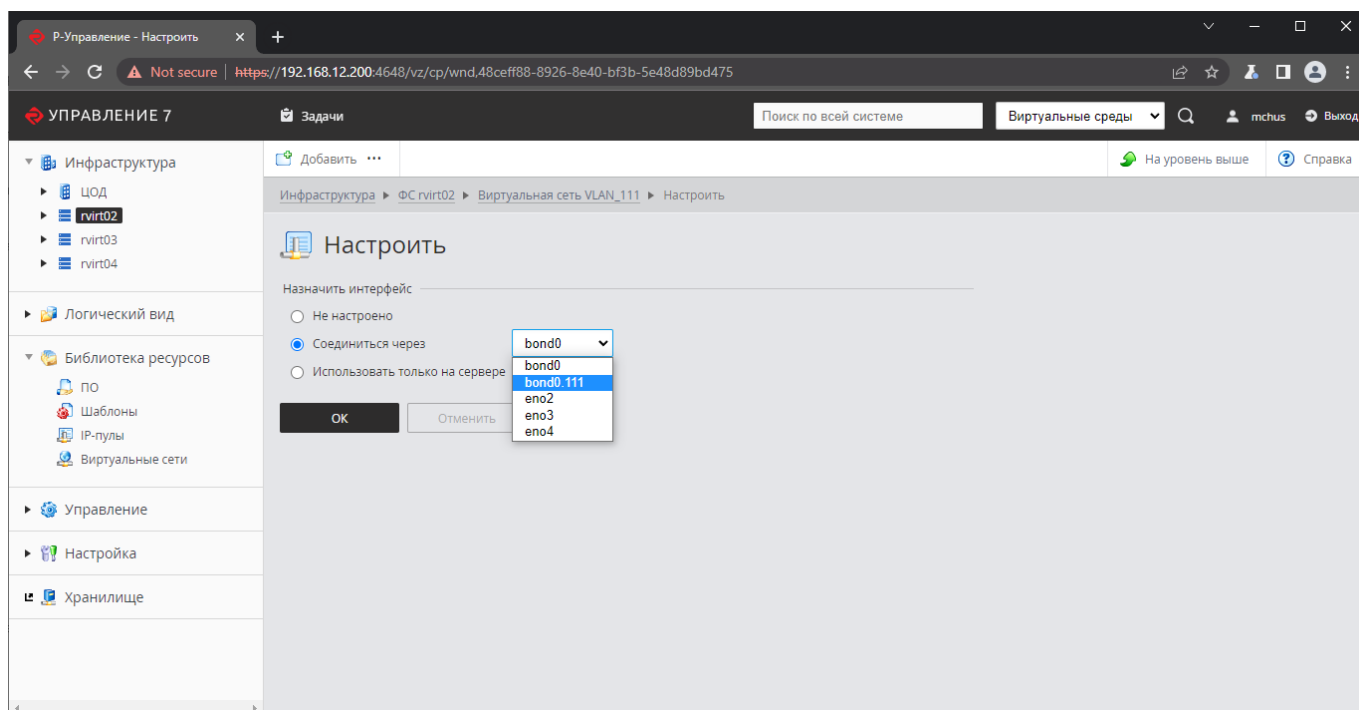 Р-Управление - Настроить
Not secure | https://192.168.12.200:4648/vz/cp/wnd,48ceff88-8926-8e40-bf3b-5e48d89bd475
УПРАВЛЕНИЕ 7
Задачи
Поиск по всей системе
Виртуальные среды
mchus
Выход
Инфраструктура
ЦОД
rvirt02
rvirt03
rvirt04
Логический вид
Библиотека ресурсов
ПО
Шаблоны
IP-пулы
Виртуальные сети
Управление
Настройка
Хранилище
Добавить
На уровень выше
Справка
Инфраструктура ▶ ФС rvirt02 ▶ Виртуальная сеть VLAN_111 ▶ Настроить
Настроить
Назначить интерфейс
Не настроено
Соединиться через
bond0
Использовать только на сервере
bond0
bond0.111
eno2
eno3
eno4
ОК
Отменить